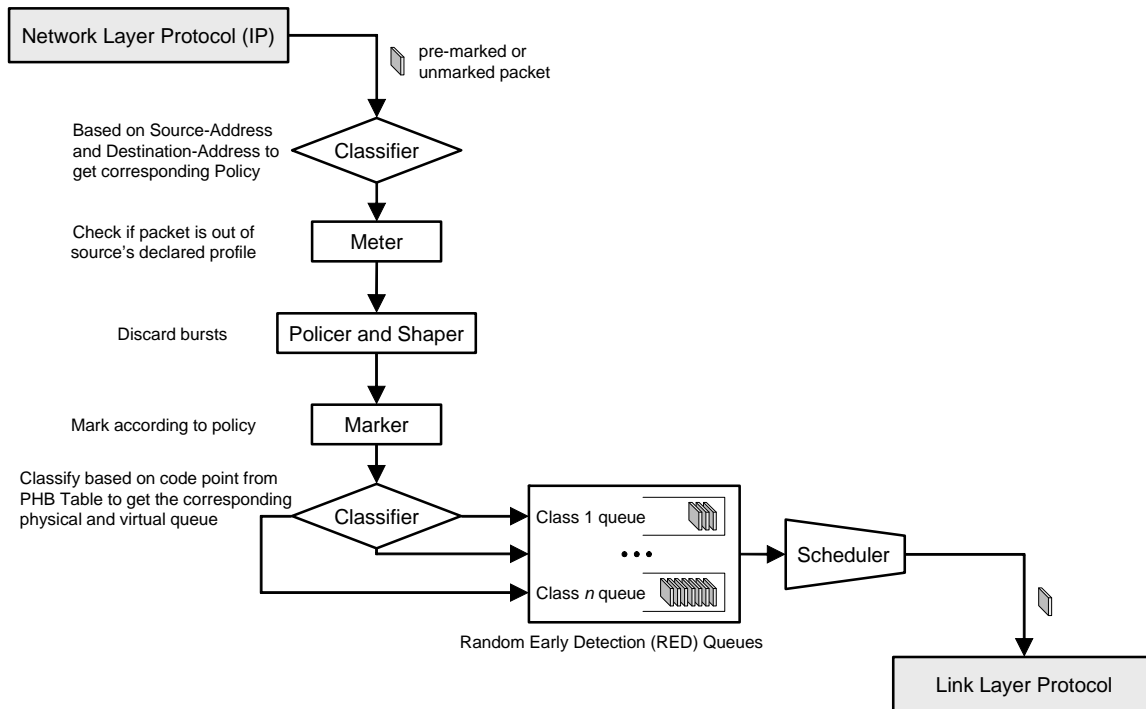 Network Layer Protocol (IP)
pre-marked or
unmarked packet
Based on Source-Address
and Destination-Address to
get corresponding Policy
Classifier
Check if packet is out of
source’s declared profile
Meter
Discard bursts
Policer and Shaper
Mark according to policy
Marker
Classify based on code point from
PHB Table to get the corresponding
physical and virtual queue
Classifier
Class 1 queue
•••
Class n queue
Random Early Detection (RED) Queues
Scheduler
Link Layer Protocol